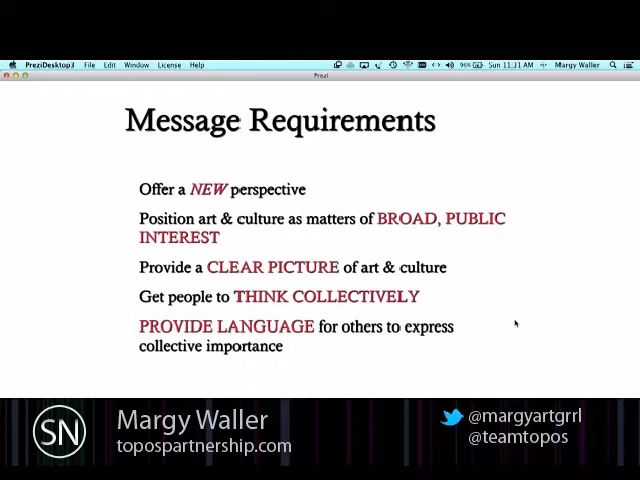 PreziDesktop3 File Edit Window License Help 96% Sun 11:31 AM Margy Waller
Prezi
Message Requirements
Offer a NEW perspective
Position art & culture as matters of BROAD, PUBLIC
INTEREST
Provide a CLEAR PICTURE of art & culture
Get people to THINK COLLECTIVELY
PROVIDE LANGUAGE for others to express
collective importance
SN
Margy Waller
topospartnership.com
@margyartgrrl
@teamtopos